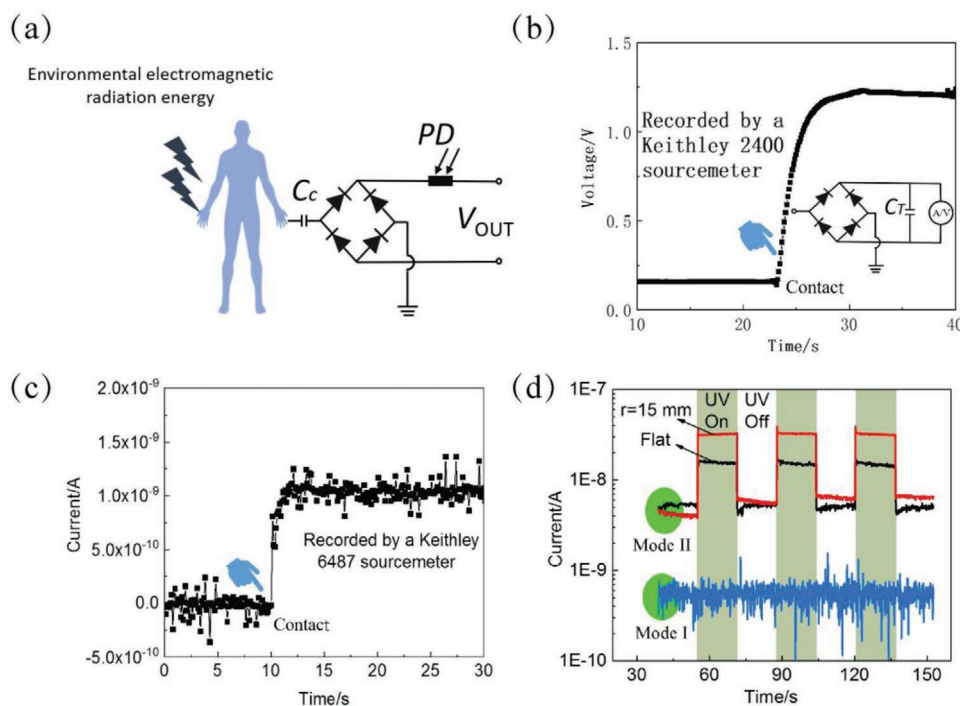 (a)
Environmental electromagnetic
radiation energy
PD
Cc
VOUT
(b)
Voltage/V
1.5
1.0
0.5
0.0
Recorded by a
Keithley 2400
sourcemeter
CT
A/V
Contact
10 20 30 40
Time/s
(c)
Current/A
2.0x10-9
1.5x10-9
1.0x10-9
5.0x10-10
0.0
-5.0x10-10
Recorded by a Keithley
6487 sourcemeter
Contact
0 5 10 15 20 25 30
Time/s
(d)
Current/A
1E-7
1E-8
1E-9
1E-10
r=15 mm
Flat
UV
On
UV
Off
Mode II
Mode I
30 60 90 120 150
Time/s